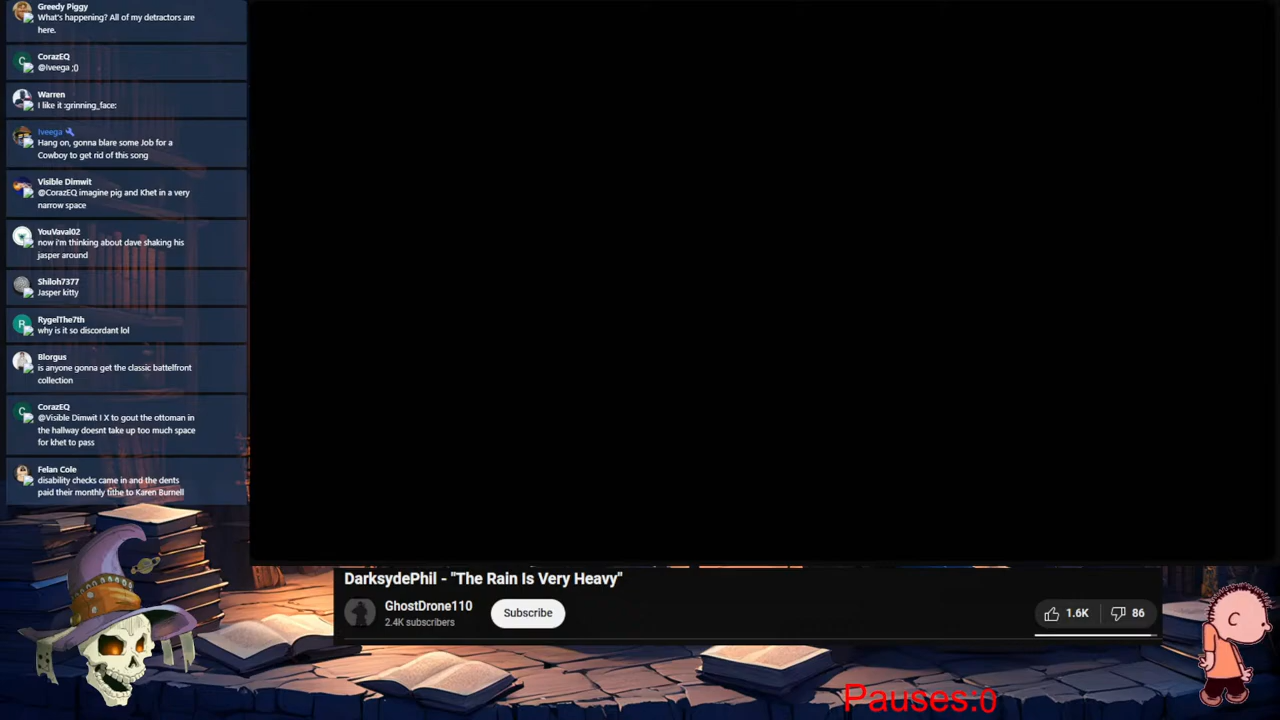 Greedy Piggy
What's happening? All of my detractors are
here.
CorazEQ
@Iveega ;()
Warren
I like it :grinning_face:
Iveega
Hang on, gonna blare some Job for a
Cowboy to get rid of this song
Visible Dimwit
@CorazEQ imagine pig and Khet in a very
narrow space
YouVaval02
now i'm thinking about dave shaking his
jasper around
Shiloh7377
Jasper kitty
RygelThe7th
why is it so discordant lol
Blorgus
is anyone gonna get the classic battelfront
collection
CorazEQ
@Visible Dimwit I X to gout the ottoman in
the hallway doesnt take up too much space
for khet to pass
Felan Cole
disability checks came in and the dents
paid their monthly tithe to Karen Burnell
DarksydePhil - "The Rain Is Very Heavy"
GhostDrone110
2.4K subscribers
Subscribe
1.6K
86
Pauses:0